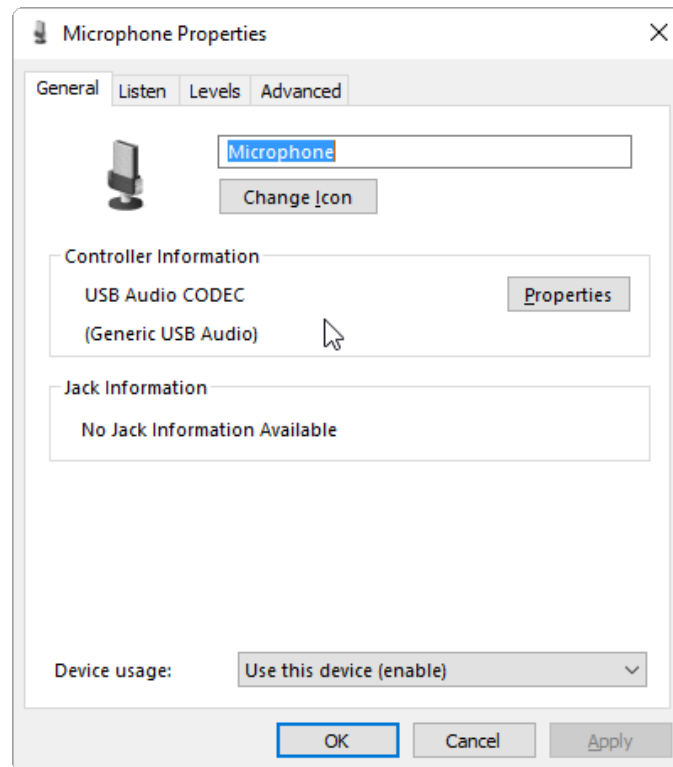 Microphone Properties
General Listen Levels Advanced
Microphone
Change Icon
Controller Information
USB Audio CODEC
Properties
(Generic USB Audio)
Jack Information
No Jack Information Available
Device usage:
Use this device (enable)
OK Cancel Apply